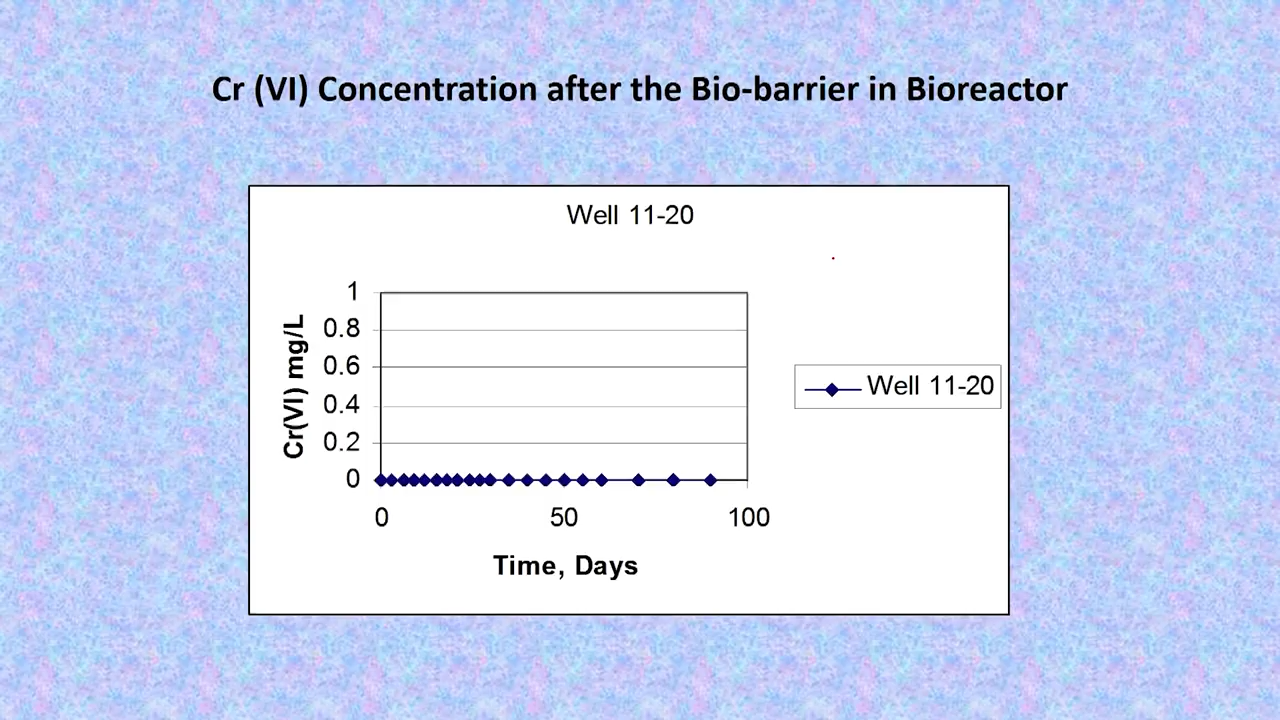 Cr (VI) Concentration after the Bio-barrier in Bioreactor
Well 11-20
1
0.8
0.6
0.4
0.2
0
Cr(VI) mg/L
0 50 100
Time, Days
Well 11-20